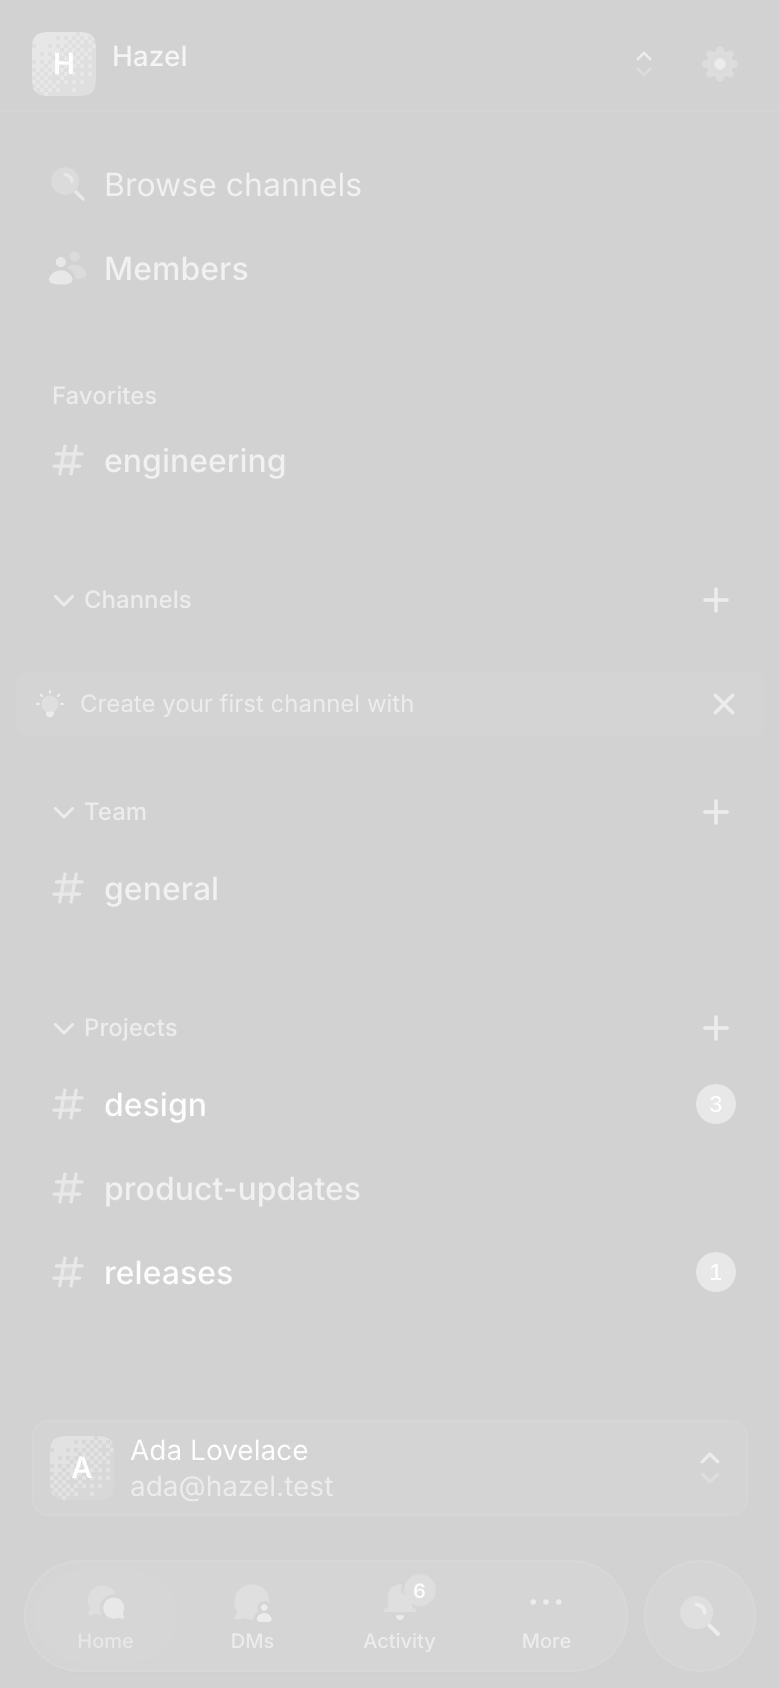 H
Hazel
Browse channels
Members
Favorites
# engineering
Channels
Create your first channel with
Team
# general
Projects
# design 3
# product-updates
# releases 1
A
Ada Lovelace
ada@hazel.test
6
Home DMs Activity More